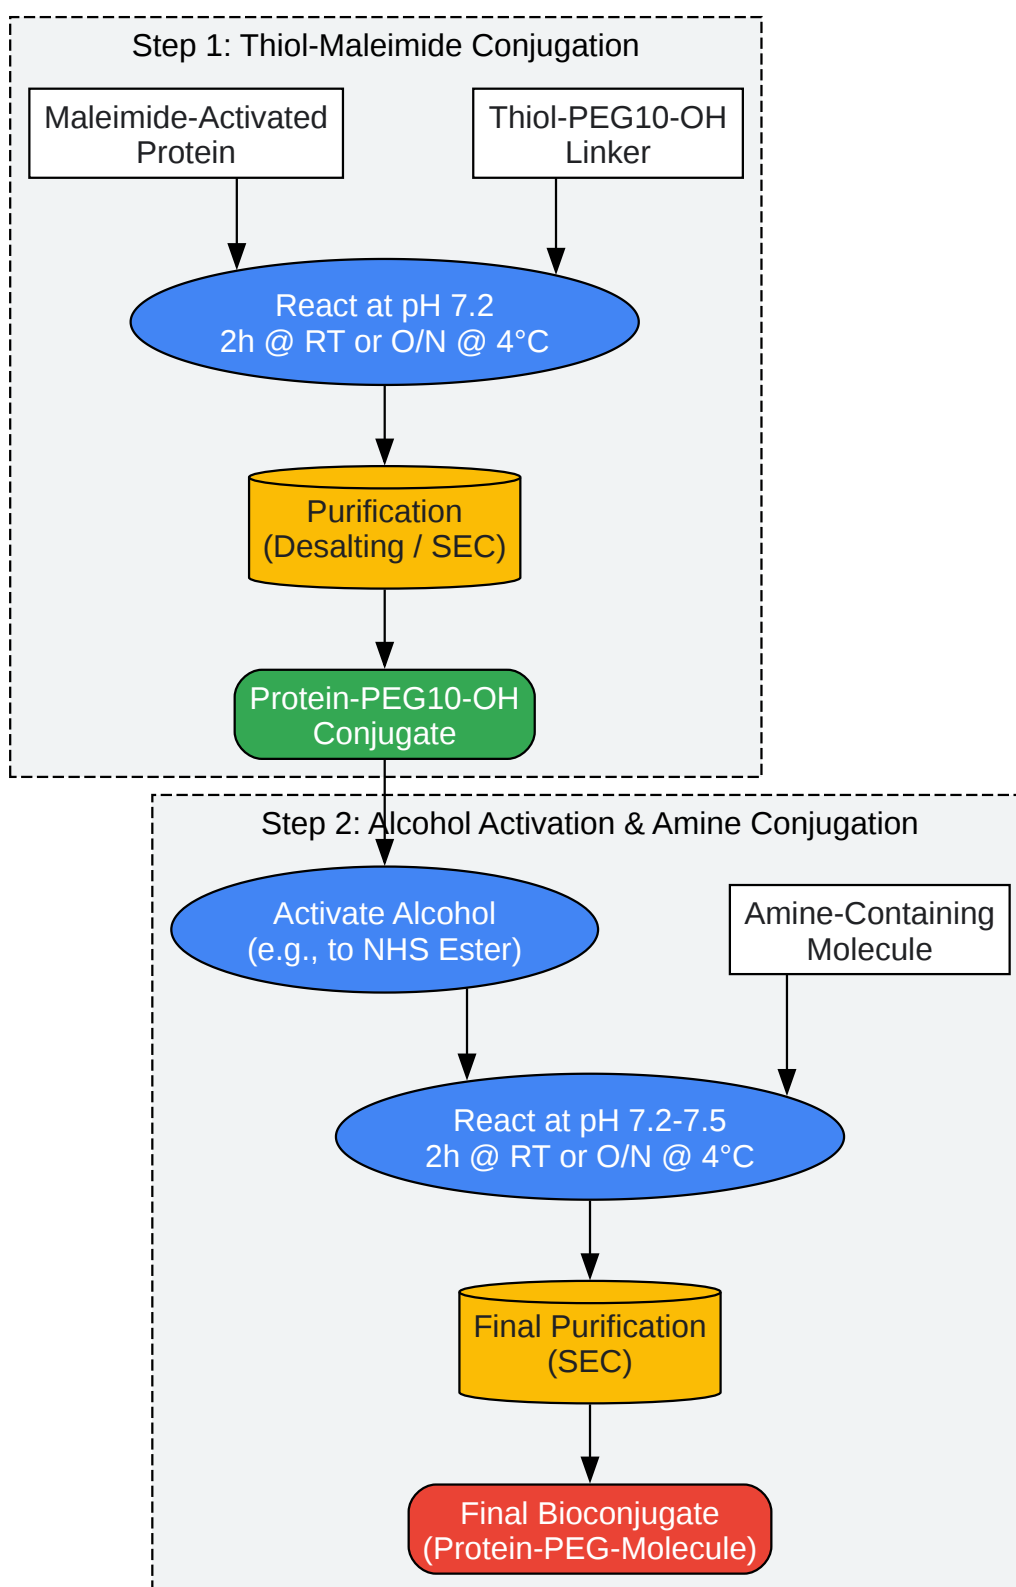 Step 1: Thiol-Maleimide Conjugation
Maleimide-Activated
Protein
Thiol-PEG10-OH
Linker
React at pH 7.2
2h @ RT or O/N @ 4°C
Purification
(Desalting / SEC)
Protein-PEG10-OH
Conjugate
Step 2: Alcohol Activation & Amine Conjugation
Activate Alcohol
(e.g., to NHS Ester)
Amine-Containing
Molecule
React at pH 7.2-7.5
2h @ RT or O/N @ 4°C
Final Purification
(SEC)
Final Bioconjugate
(Protein-PEG-Molecule)